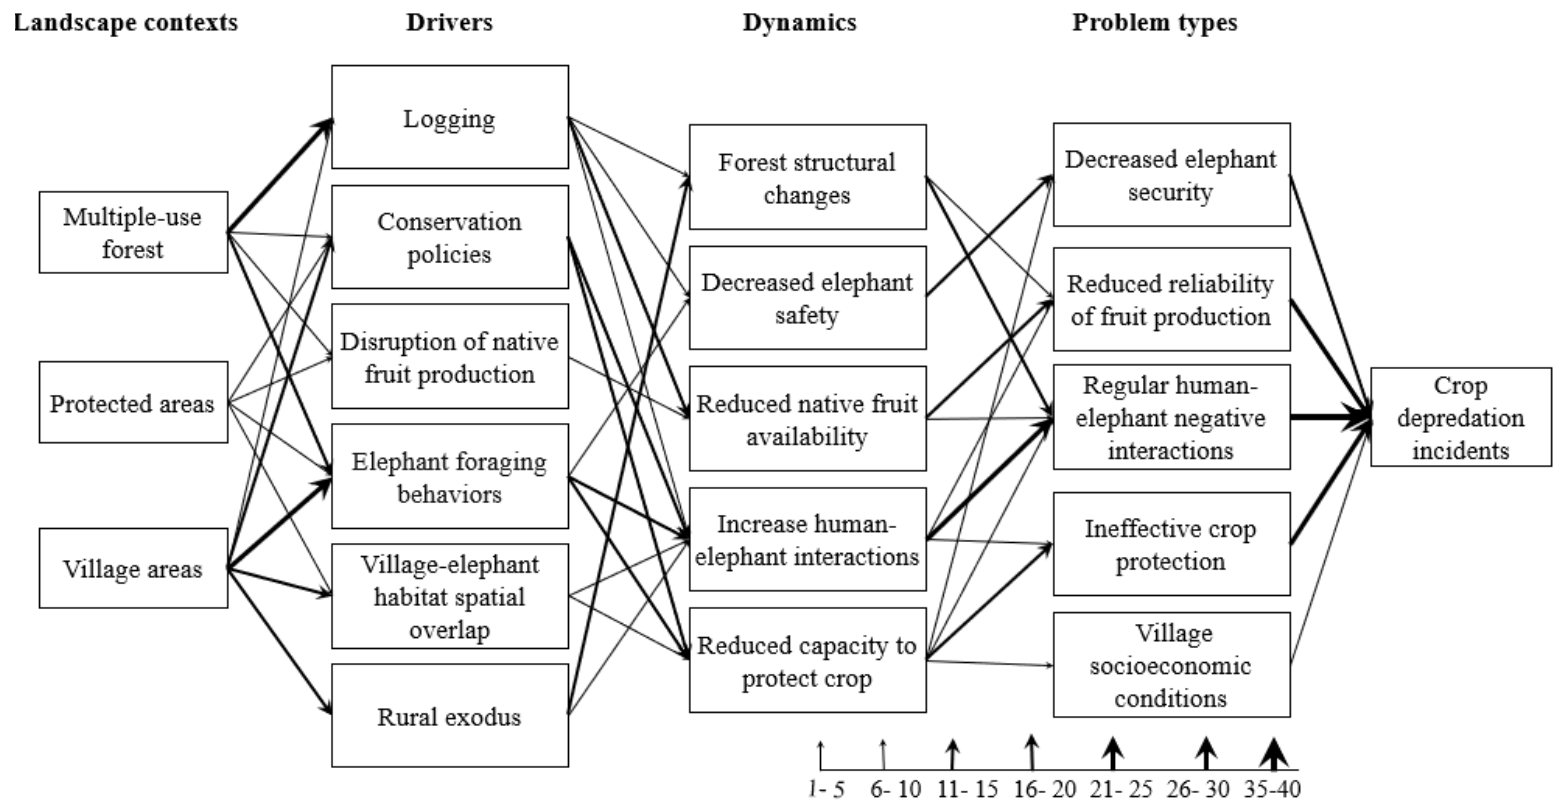 Landscape contexts
Drivers
Dynamics
Problem types
Multiple-use
forest
Protected areas
Village areas
Logging
Conservation
policies
Disruption of native
fruit production
Elephant foraging
behaviors
Village-elephant
habitat spatial
overlap
Rural exodus
Forest structural
changes
Decreased elephant
safety
Reduced native fruit
availability
Increase human-
elephant interactions
Reduced capacity to
protect crop
Decreased elephant
security
Reduced reliability
of fruit production
Regular human-
elephant negative
interactions
Ineffective crop
protection
Village
socioeconomic
conditions
Crop
depredation
incidents
1- 5
6- 10
11- 15
16- 20
21- 25
26- 30
35-40